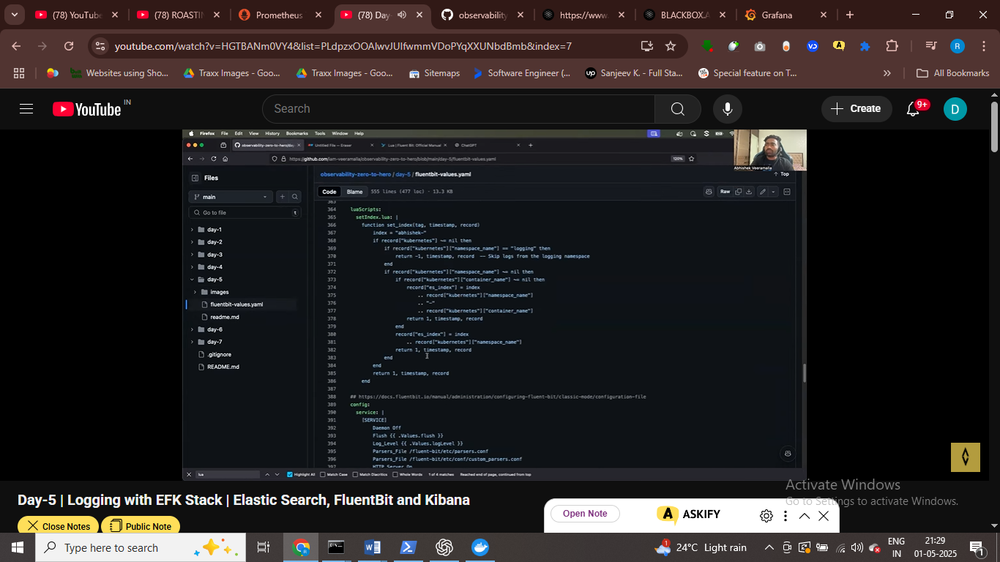 (78) YouTube
(78) ROASTIN
Prometheus
(78) Day-
observability
https://www.
BLACKBOX.A
Grafana
youtube.com/watch?v=HGTBANm0VY4&list=PLdpzxOOAlwvJUlfwmmVDoPYqXXUNbdBmb&index=7
R
Websites using Sho...
Traxx Images - Goo...
Traxx Images - Goo...
Sitemaps
Software Engineer (...
up
Sanjeev K. - Full Sta...
Special feature on T...
All Bookmarks
YouTube
IN
Search
Create
9+
D
Firefox File Edit View History Bookmarks Tools Window Help
observability-zero-to-hero/day
Untitled File — Eraser
Lua | Fluent Bit: Official Manual
ChatGPT
https://github.com/iam-veeramalla/observability-zero-to-hero/blob/main/day-5/fluentbit-values.yaml
120%
Abhishek Veeramalla
Files
observability-zero-to-hero / day-5 / fluentbit-values.yaml
Top
main
Code
Blame
555 lines (477 loc) · 13.3 KB
Raw
Go to file
t
day-1
day-2
day-3
day-4
day-5
images
fluentbit-values.yaml
readme.md
day-6
day-7
.gitignore
README.md
363
364 luaScripts:
365 setIndex.lua: |
366 function set_index(tag, timestamp, record)
367 index = "abhishek-"
368 if record["kubernetes"] ~= nil then
369 if record["kubernetes"]["namespace_name"] == "logging" then
370 return -1, timestamp, record -- Skip logs from the logging namespace
371 end
372 if record["kubernetes"]["namespace_name"] ~= nil then
373 if record["kubernetes"]["container_name"] ~= nil then
374 record["es_index"] = index
375 .. record["kubernetes"]["namespace_name"]
376 .. "-"
377 .. record["kubernetes"]["container_name"]
378 return 1, timestamp, record
379 end
380 record["es_index"] = index
381 .. record["kubernetes"]["namespace_name"]
382 return 1, timestamp, record
383 end
384 end
385 return 1, timestamp, record
386 end
387
388 ## https://docs.fluentbit.io/manual/administration/configuring-fluent-bit/classic-mode/configuration-file
389 config:
390 service: |
391 [SERVICE]
392 Daemon Off
393 Flush {{ .Values.flush }}
394 Log_Level {{ .Values.logLevel }}
395 Parsers_File /fluent-bit/etc/parsers.conf
396 Parsers_File /fluent-bit/etc/conf/custom_parsers.conf
397 HTTP_Server On
lua
Highlight All
Match Case
Match Diacritics
Whole Words
1 of 4 matches
Reached end of page, continued from top
Activate Windows
Go to Settings to activate Windows.
Day-5 | Logging with EFK Stack | Elastic Search, FluentBit and Kibana
Close Notes
Public Note
Open Note
A
ASKIFY
Type here to search
1
24°C Light rain
ENG
IN
21:29
01-05-2025
1